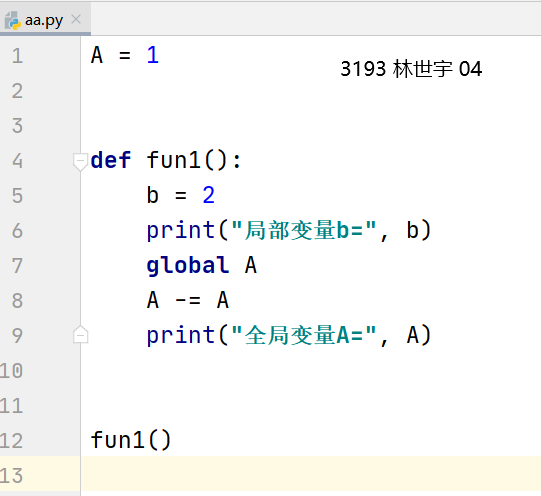 aa.py
1 A = 1
3193 林世宇 04
2
3
4 def fun1():
5 b = 2
6 print("局部变量b=", b)
7 global A
8 A -= A
9 print("全局变量A=", A)
10
11
12 fun1()
13